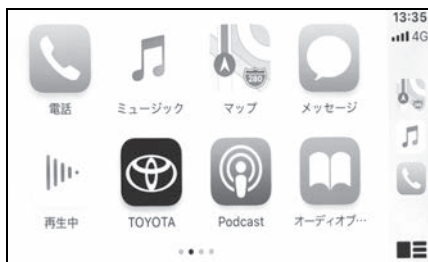 13:35
4G
280
電話
ミュージック
マップ
メッセージ
再生中
TOYOTA
Podcast
オーディオブ…